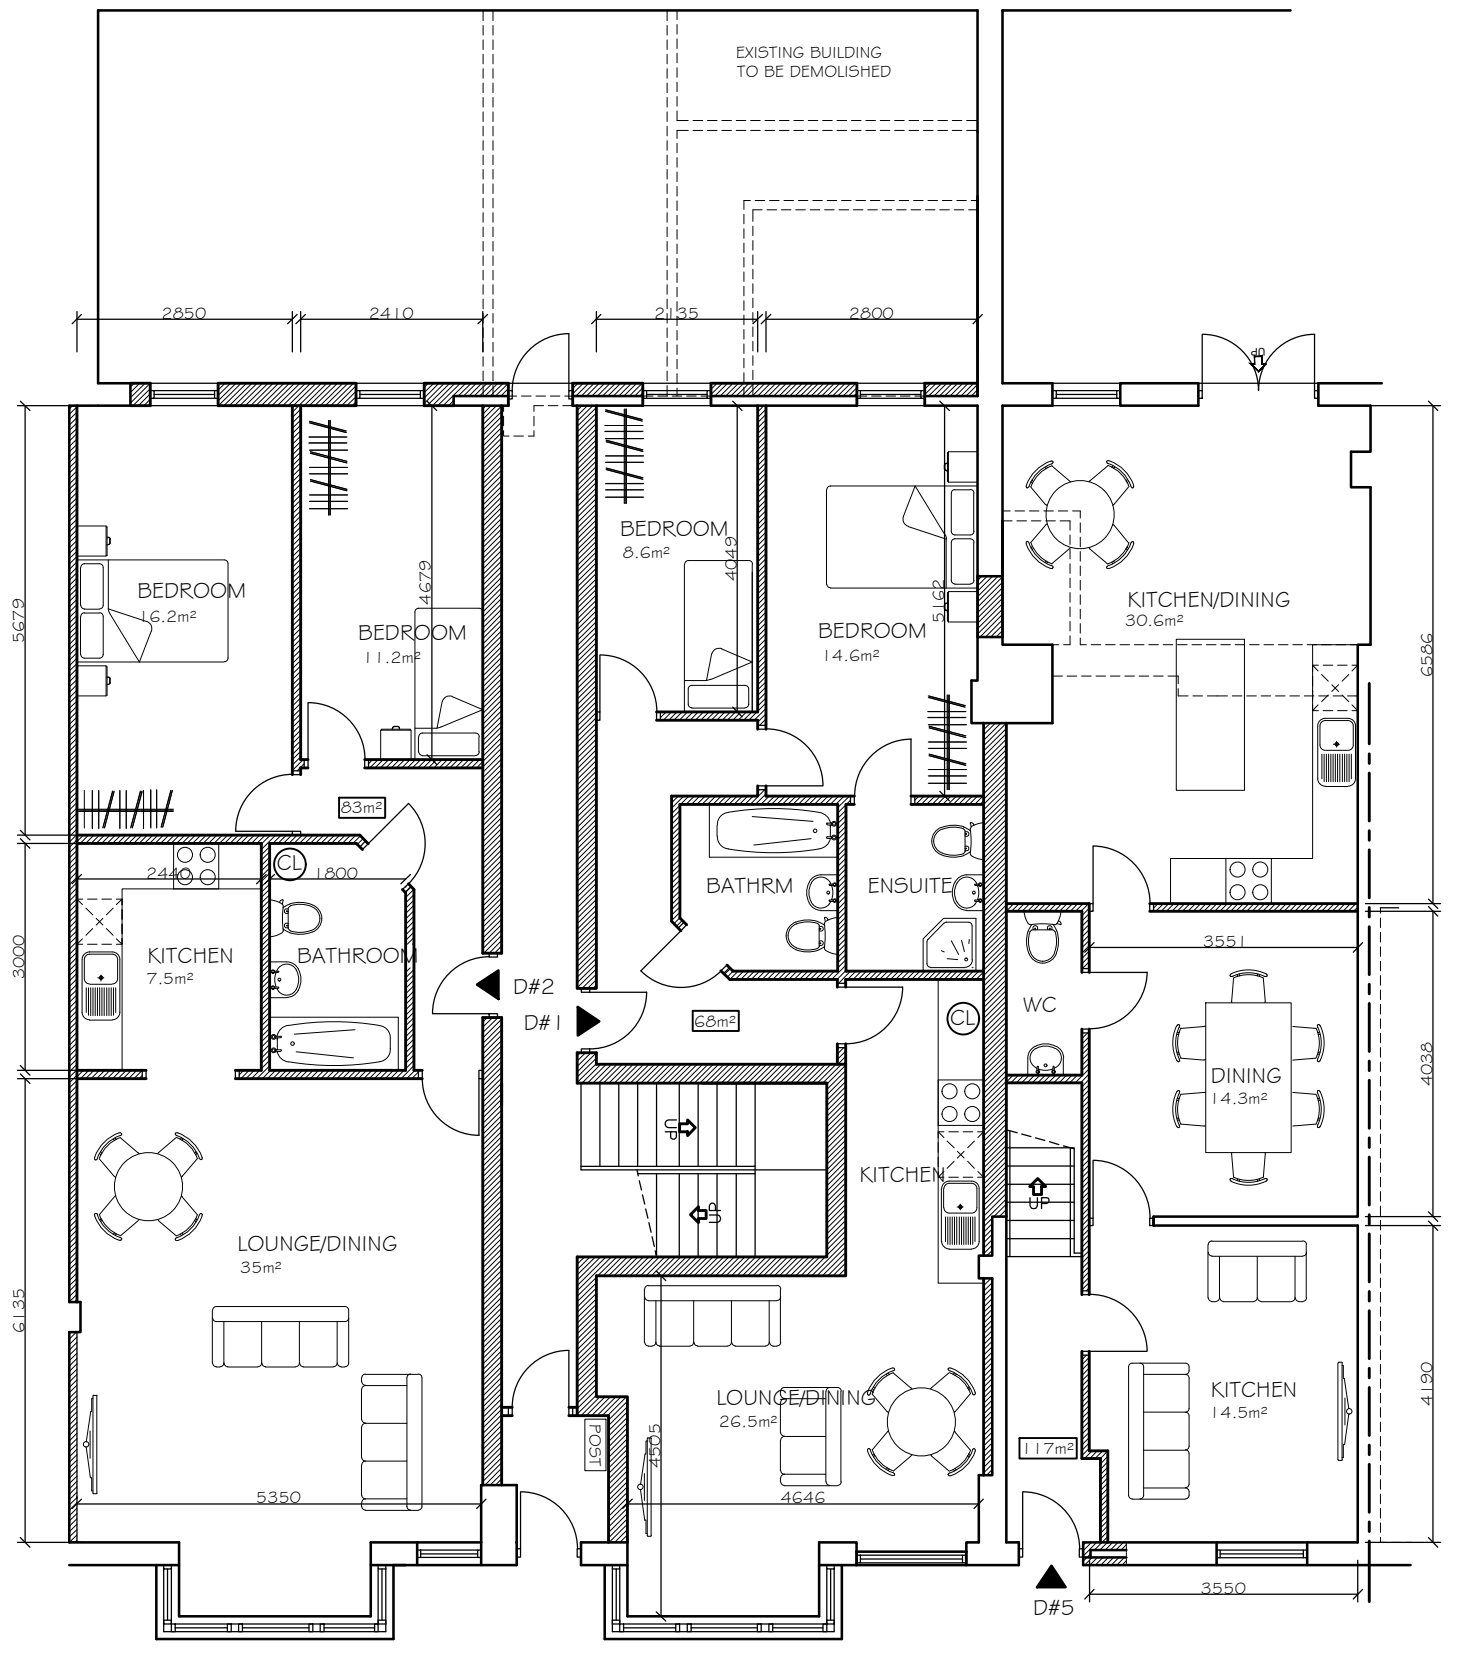 EXISTING BUILDING
TO BE DEMOLISHED
2850
2410
2135
2800
UP
5679
BEDROOM
16.2m²
4679
BEDROOM
11.2m²
BEDROOM
8.6m²
4049
5162
BEDROOM
14.6m²
KITCHEN/DINING
30.6m²
6586
83m²
CL
2440
1800
BATHRM
ENSUITE
3000
KITCHEN
7.5m²
BATHROOM
D#2
D#1
68m²
CL
WC
3551
4038
DINING
14.3m²
UP
UP
KITCHEN
UP
LOUNGE/DINING
35m²
6135
LOUNGE/DINING
26.5m²
4505
POST
KITCHEN
14.5m²
4190
117m²
5350
4646
3550
D#5